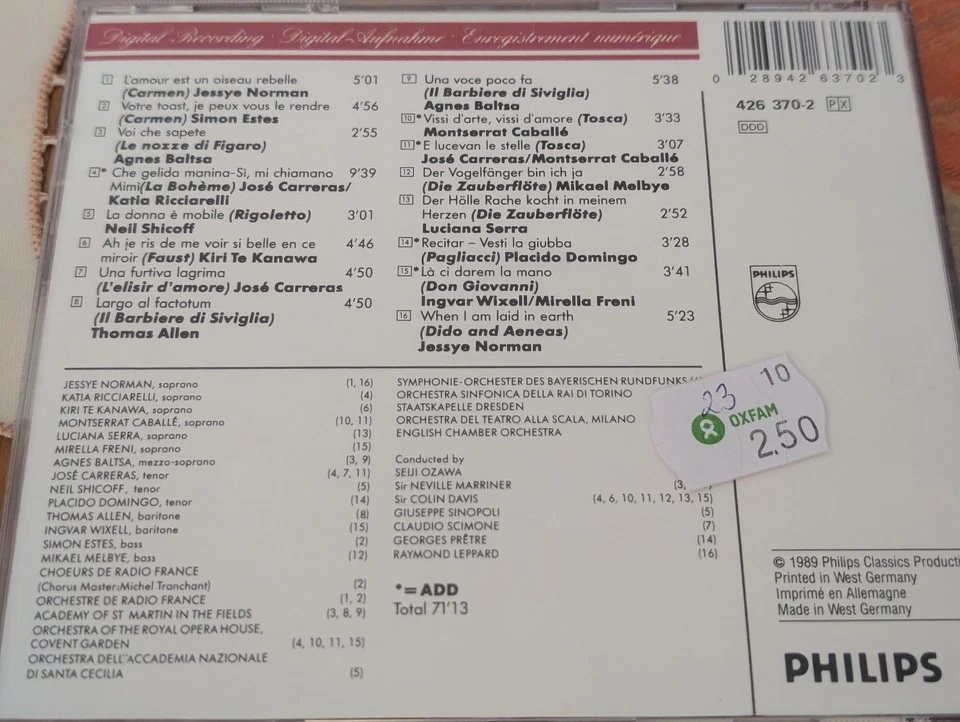 Digital Recording · Digital-Aufnahme · Enregistrement numérique
1 L'amour est un oiseau rebelle 5'01
(Carmen) Jessye Norman
2 Votre toast, je peux vous le rendre 4'56
(Carmen) Simon Estes
3 Voi che sapete 2'55
(Le nozze di Figaro)
Agnes Baltsa
4 * Che gelida manina-Sì, mi chiamano 9'39
Mimì(La Bohème) José Carreras/
Katia Ricciarelli
5 La donna è mobile (Rigoletto) 3'01
Neil Shicoff
6 Ah je ris de me voir si belle en ce 4'46
miroir (Faust) Kiri Te Kanawa
7 Una furtiva lagrima 4'50
(L'elisir d'amore) José Carreras
8 Largo al factotum 4'50
(Il Barbiere di Siviglia)
Thomas Allen
9 Una voce poco fa 5'38
(Il Barbiere di Siviglia)
Agnes Baltsa
10 * Vissi d'arte, vissi d'amore (Tosca) 3'33
Montserrat Caballé
11 * E lucevan le stelle (Tosca) 3'07
José Carreras/Montserrat Caballé
12 Der Vogelfänger bin ich ja 2'58
(Die Zauberflöte) Mikael Melbye
13 Der Hölle Rache kocht in meinem
Herzen (Die Zauberflöte) 2'52
Luciana Serra
14 * Recitar – Vesti la giubba 3'28
(Pagliacci) Placido Domingo
15 * Là ci darem la mano 3'41
(Don Giovanni)
Ingvar Wixell/Mirella Freni
16 When I am laid in earth 5'23
(Dido and Aeneas)
Jessye Norman
0 28942 63702 3
426 370-2 PX
DDD
PHILIPS
JESSYE NORMAN, soprano (1, 16)
KATIA RICCIARELLI, soprano (4)
KIRI TE KANAWA, soprano (6)
MONTSERRAT CABALLÉ, soprano (10, 11)
LUCIANA SERRA, soprano (13)
MIRELLA FRENI, soprano (15)
AGNES BALTSA, mezzo-soprano (3, 9)
JOSÉ CARRERAS, tenor (4, 7, 11)
NEIL SHICOFF, tenor (5)
PLACIDO DOMINGO, tenor (14)
THOMAS ALLEN, baritone (8)
INGVAR WIXELL, baritone (15)
SIMON ESTES, bass (2)
MIKAEL MELBYE, bass (12)
CHOEURS DE RADIO FRANCE
(Chorus Master: Michel Tranchant) (2)
ORCHESTRE DE RADIO FRANCE (1, 2)
ACADEMY OF ST MARTIN IN THE FIELDS (3, 8, 9)
ORCHESTRA OF THE ROYAL OPERA HOUSE,
COVENT GARDEN (4, 10, 11, 15)
ORCHESTRA DELL'ACCADEMIA NAZIONALE
DI SANTA CECILIA (5)
SYMPHONIE-ORCHESTER DES BAYERISCHEN RUNDFUNKS
ORCHESTRA SINFONICA DELLA RAI DI TORINO
STAATSKAPELLE DRESDEN
ORCHESTRA DEL TEATRO ALLA SCALA, MILANO
ENGLISH CHAMBER ORCHESTRA
Conducted by
SEIJI OZAWA
Sir NEVILLE MARRINER (3,
Sir COLIN DAVIS (4, 6, 10, 11, 12, 13, 15)
GIUSEPPE SINOPOLI (5)
CLAUDIO SCIMONE (7)
GEORGES PRÊTRE (14)
RAYMOND LEPPARD (16)
* = ADD
Total 71'13
23 10
OXFAM
2.50
© 1989 Philips Classics Producti
Printed in West Germany
Imprimé en Allemagne
Made in West Germany
PHILIPS